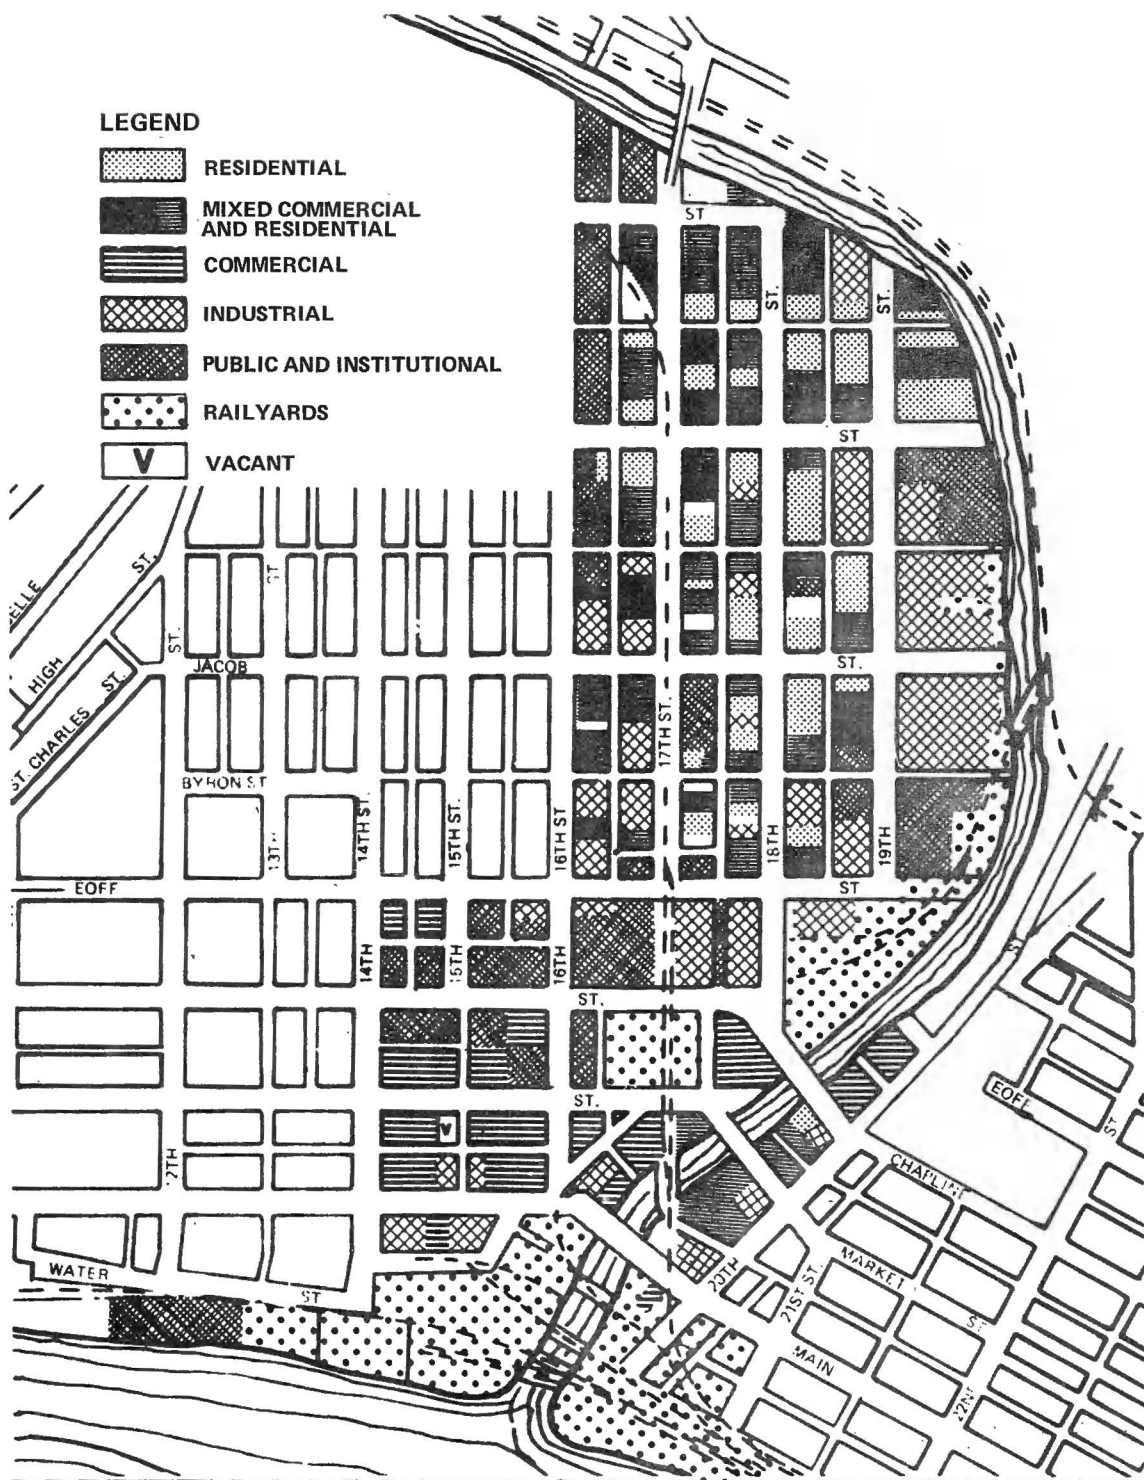 LEGEND
RESIDENTIAL
MIXED COMMERCIAL
AND RESIDENTIAL
COMMERCIAL
INDUSTRIAL
PUBLIC AND INSTITUTIONAL
RAILYARDS
V VACANT
ST
ST.
ST.
ST
ST.
ST
HIGH
ST.
JACOB
ST.
ST. CHARLES
ST.
17TH ST.
BYRON ST
13TH
14TH ST.
15TH ST.
16TH ST
18TH
19TH
EOFF
ST
14TH
15TH
16TH
ST.
ST.
EOFF
ST.
V
CHAPLINE
WATER
ST
20TH
21ST ST.
MARKET
ST
MAIN